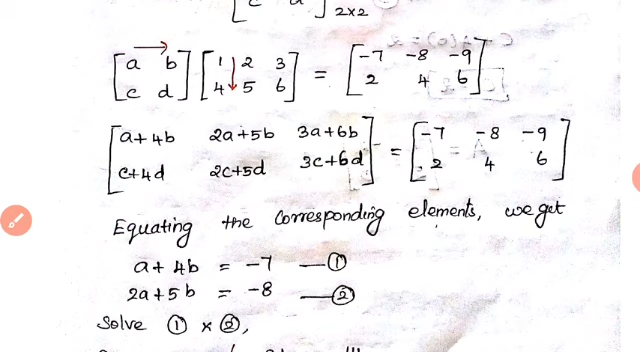 [c d]2x2
[a b] [1 2 3] = [-7 -8 -9]
[c d] [4 5 6] [2 4 6]
[a+4b 2a+5b 3a+6b] = [-7 -8 -9]
[c+4d 2c+5d 3c+6d] [2 4 6]
Equating the corresponding elements, we get
a+ 4b = -7 —①
2a+5b = -8 —②
Solve ① x ②,